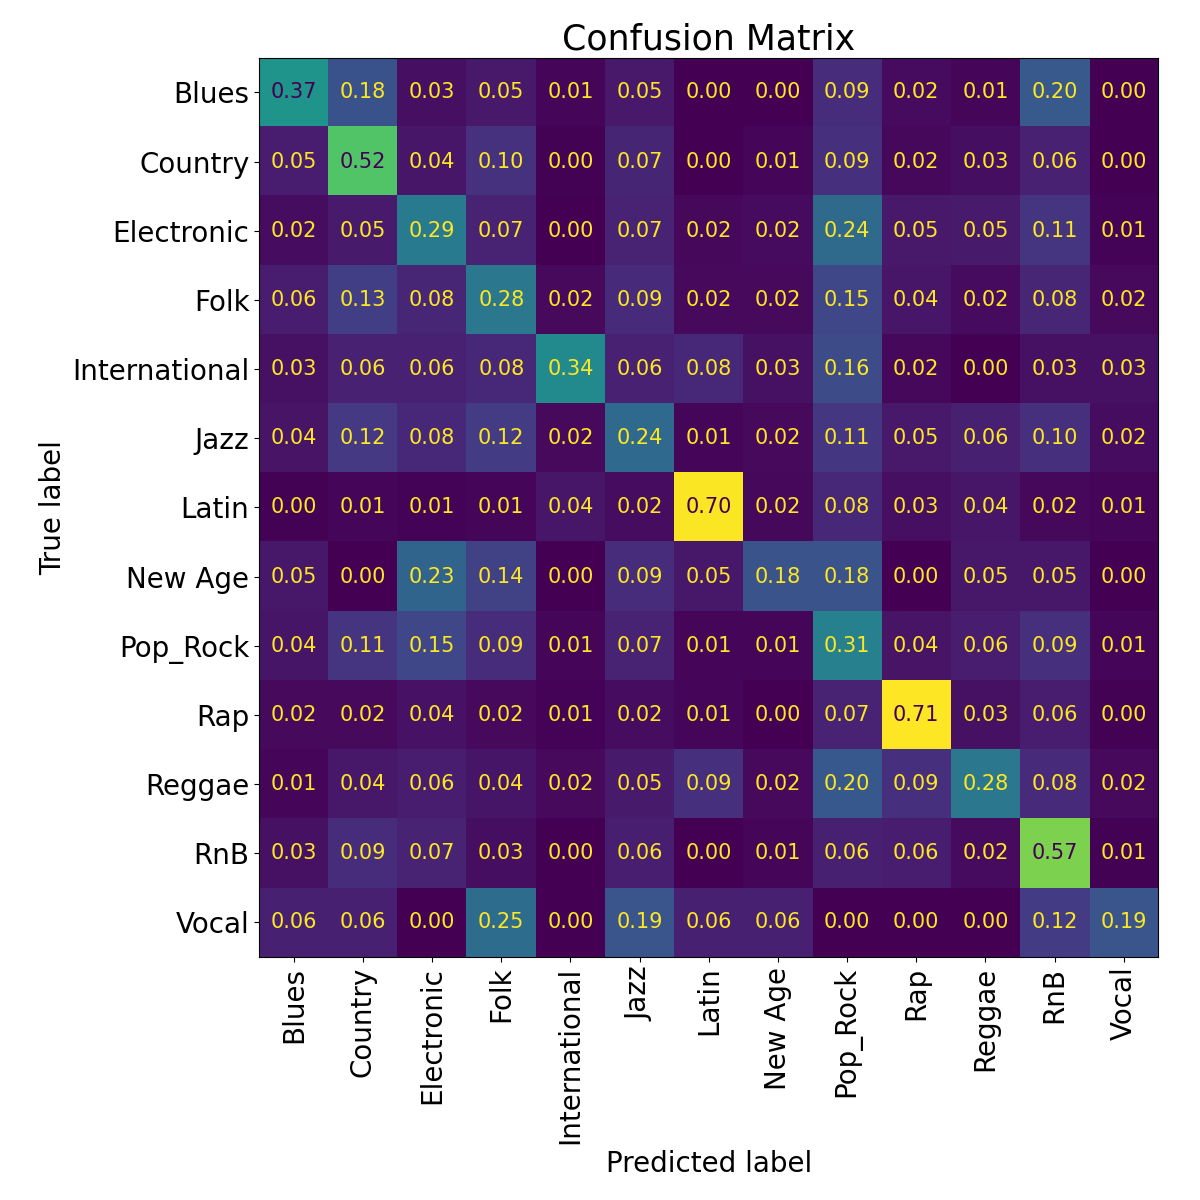 Confusion Matrix
Blues 0.37 0.18 0.03 0.05 0.01 0.05 0.00 0.00 0.09 0.02 0.01 0.20 0.00
Country 0.05 0.52 0.04 0.10 0.00 0.07 0.00 0.01 0.09 0.02 0.03 0.06 0.00
Electronic 0.02 0.05 0.29 0.07 0.00 0.07 0.02 0.02 0.24 0.05 0.05 0.11 0.01
Folk 0.06 0.13 0.08 0.28 0.02 0.09 0.02 0.02 0.15 0.04 0.02 0.08 0.02
International 0.03 0.06 0.06 0.08 0.34 0.06 0.08 0.03 0.16 0.02 0.00 0.03 0.03
Jazz 0.04 0.12 0.08 0.12 0.02 0.24 0.01 0.02 0.11 0.05 0.06 0.10 0.02
Latin 0.00 0.01 0.01 0.01 0.04 0.02 0.70 0.02 0.08 0.03 0.04 0.02 0.01
New Age 0.05 0.00 0.23 0.14 0.00 0.09 0.05 0.18 0.18 0.00 0.05 0.05 0.00
Pop_Rock 0.04 0.11 0.15 0.09 0.01 0.07 0.01 0.01 0.31 0.04 0.06 0.09 0.01
Rap 0.02 0.02 0.04 0.02 0.01 0.02 0.01 0.00 0.07 0.71 0.03 0.06 0.00
Reggae 0.01 0.04 0.06 0.04 0.02 0.05 0.09 0.02 0.20 0.09 0.28 0.08 0.02
RnB 0.03 0.09 0.07 0.03 0.00 0.06 0.00 0.01 0.06 0.06 0.02 0.57 0.01
Vocal 0.06 0.06 0.00 0.25 0.00 0.19 0.06 0.06 0.00 0.00 0.00 0.12 0.19
True label
Blues Country Electronic Folk International Jazz Latin New Age Pop_Rock Rap Reggae RnB Vocal
Predicted label